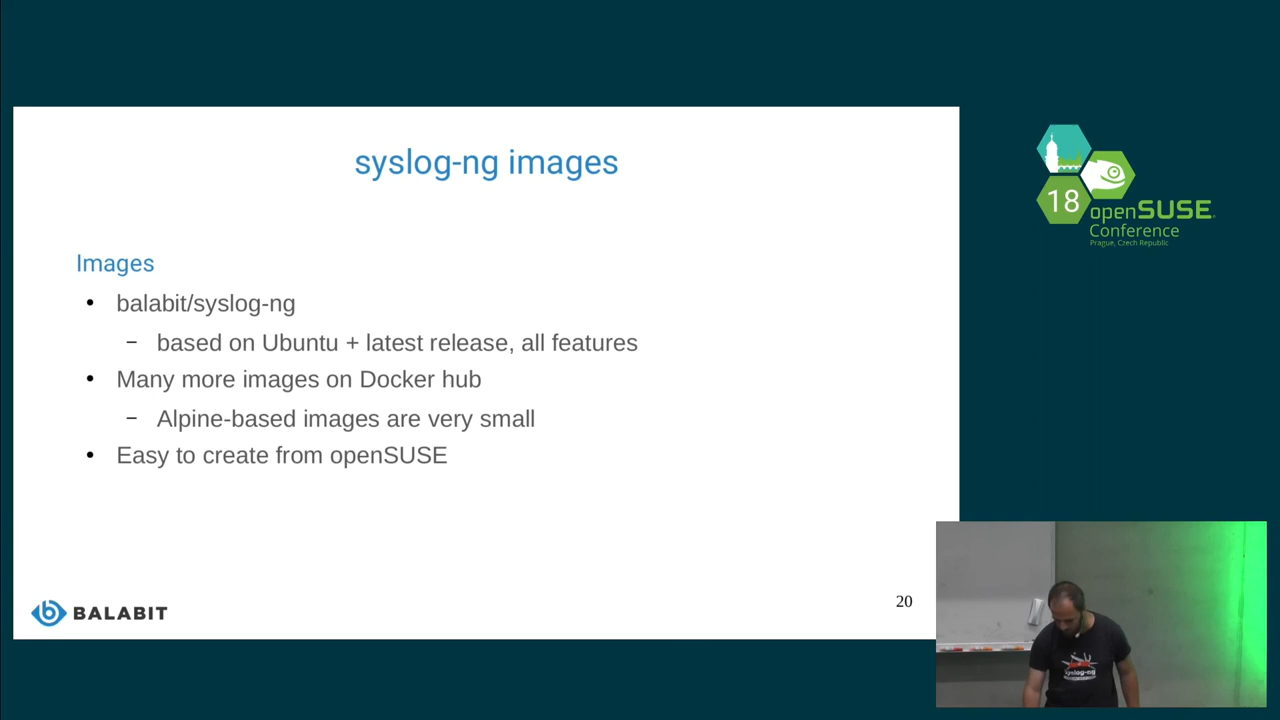 syslog-ng images
Images
• balabit/syslog-ng
– based on Ubuntu + latest release, all features
• Many more images on Docker hub
– Alpine-based images are very small
• Easy to create from openSUSE
BALABIT
20
18
openSUSE
Conference
Prague, Czech Republic
syslog-ng